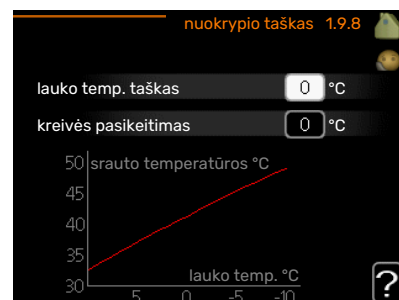 nuokrypio taškas 1.9.8
lauko temp. taškas 0 °C
kreivės pasikeitimas 0 °C
50 srauto temperatūros °C
45
40
35
lauko temp. °C
30
5 0 -5 -10
?